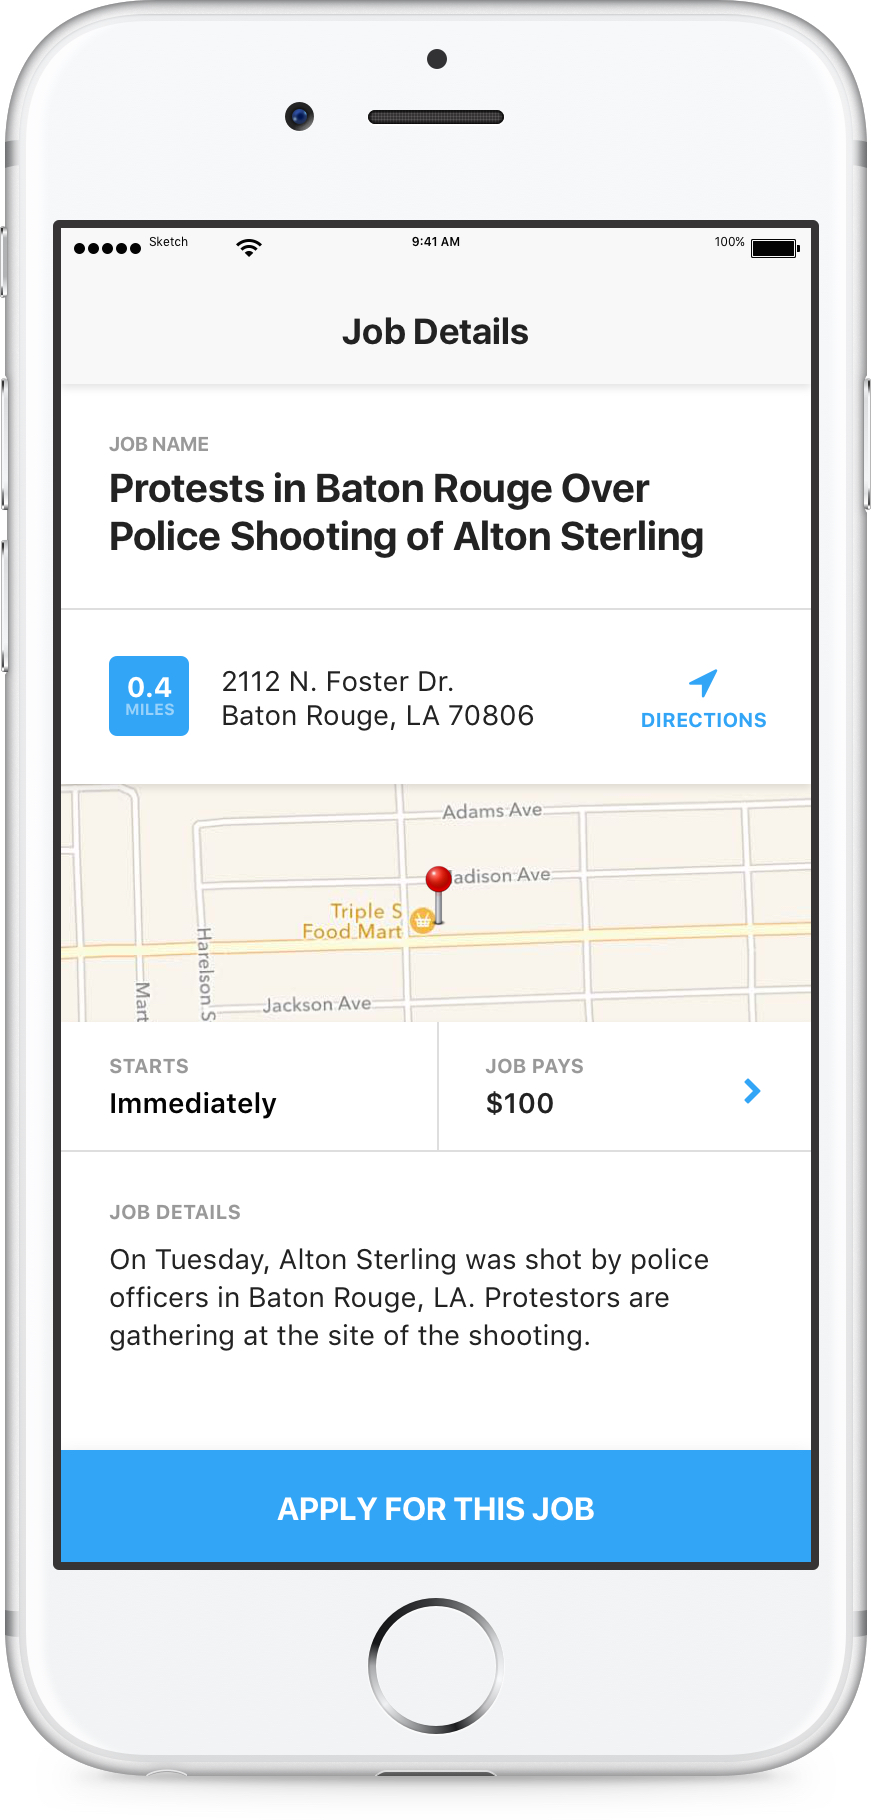 Sketch
9:41 AM
100%
Job Details
JOB NAME
Protests in Baton Rouge Over
Police Shooting of Alton Sterling
0.4
MILES
2112 N. Foster Dr.
Baton Rouge, LA 70806
DIRECTIONS
Adams Ave
adison Ave
Triple S
Food Mart
Harelson S
Mart
Jackson Ave
STARTS
Immediately
JOB PAYS
$100
JOB DETAILS
On Tuesday, Alton Sterling was shot by police
officers in Baton Rouge, LA. Protestors are
gathering at the site of the shooting.
APPLY FOR THIS JOB